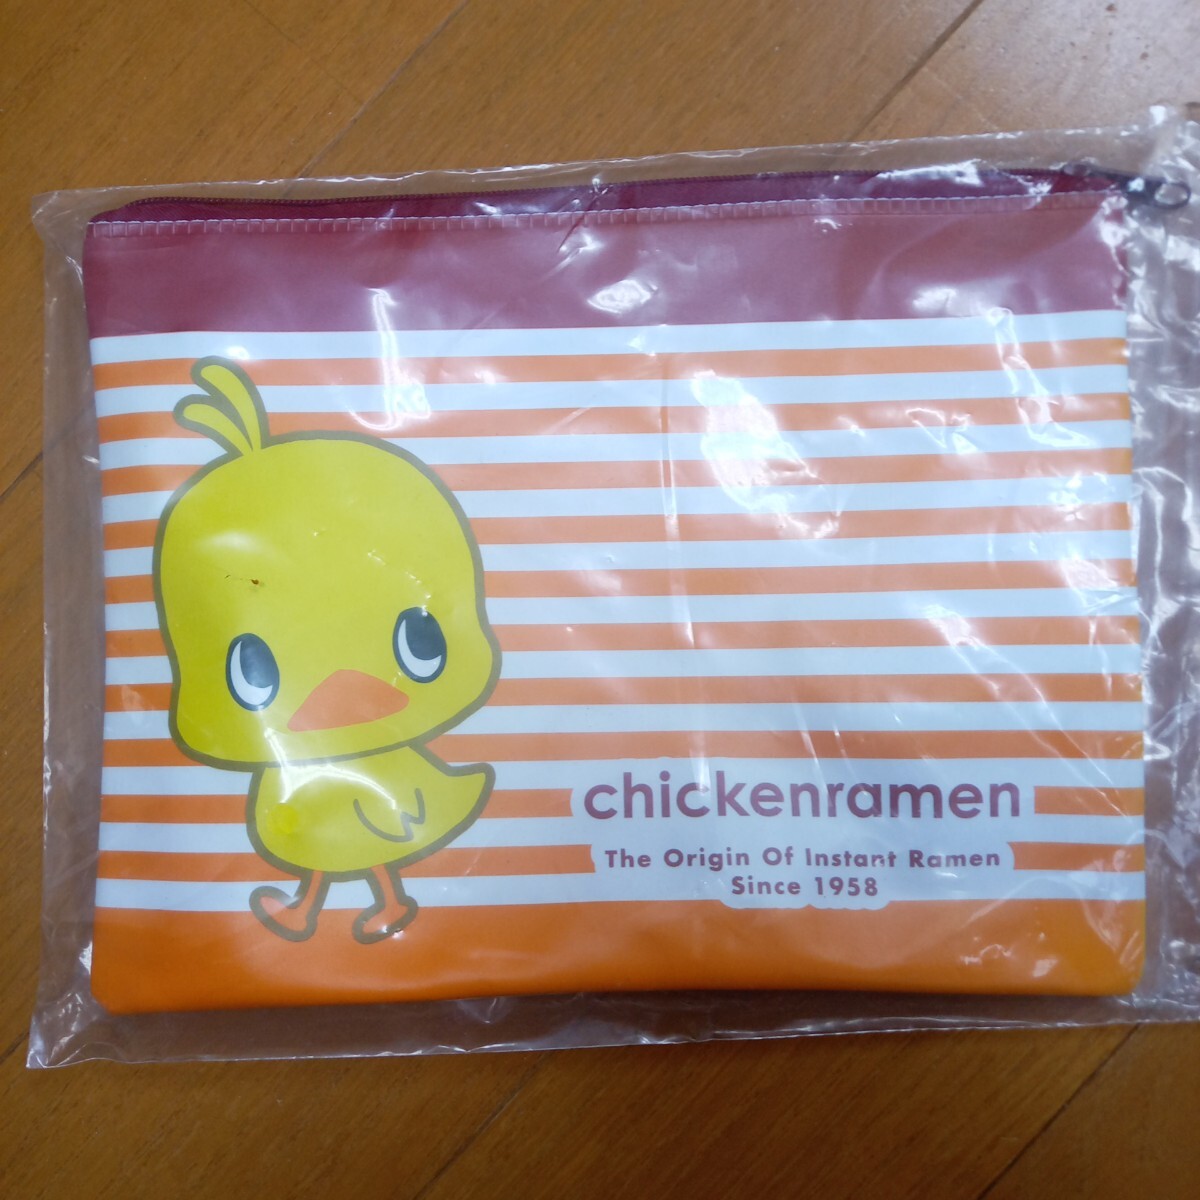 chickenramen
The Origin Of Instant Ramen
Since 1958